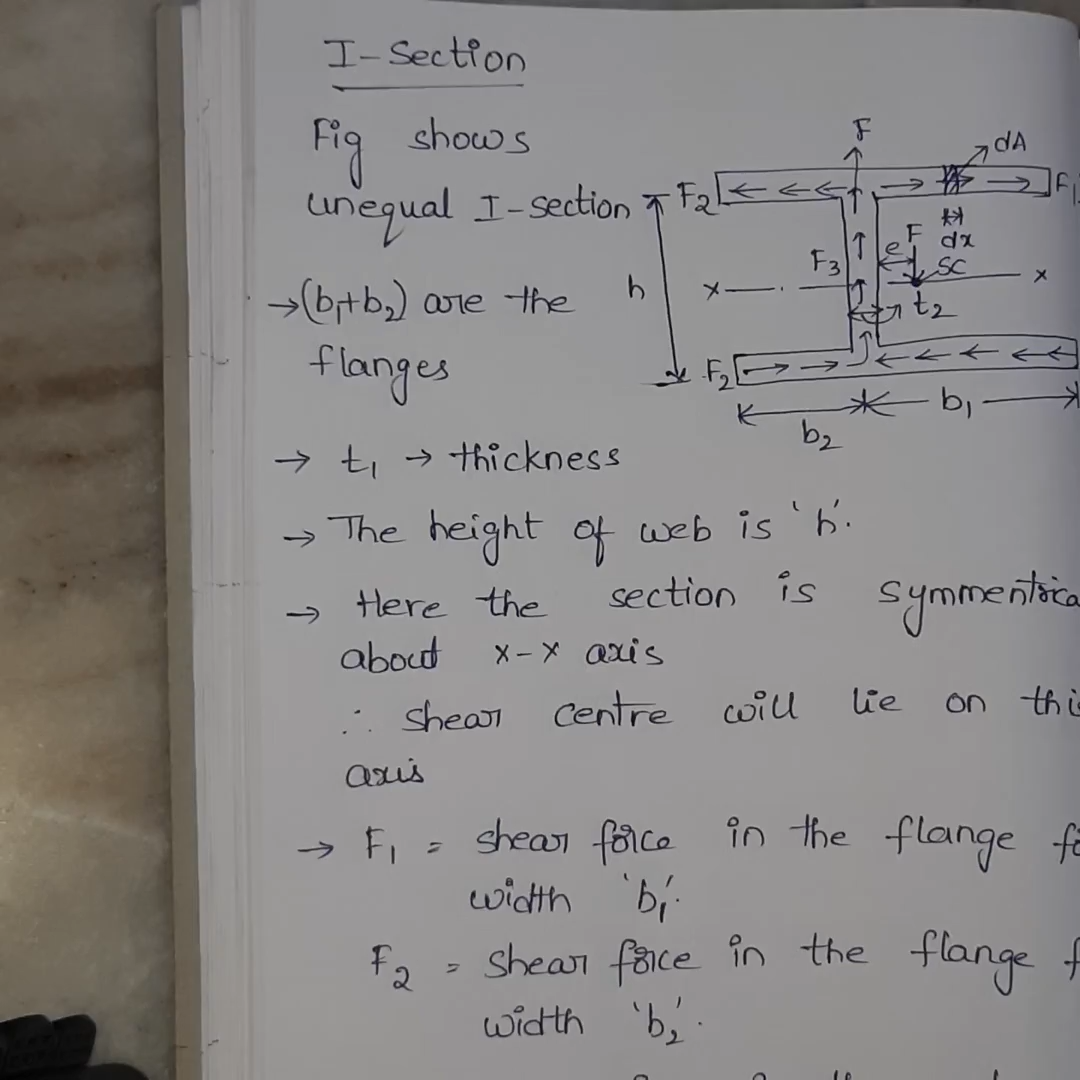 I-Section
Fig shows
unequal I-section
→(b₁+b₂) are the
flanges
→ t₁ → thickness
→ The height of web is 'h'.
→ Here the section is symmentrica
about x-x axis
∴ shear centre will lie on this
axis
→ F₁ = shear force in the flange fo
width 'b₁'.
F₂ = shear force in the flange f
width 'b₂'.
F
dA
F₂
F₁
dx
e
F
SC
F₃
h
x
x
t₂
F₂
b₂
b₁